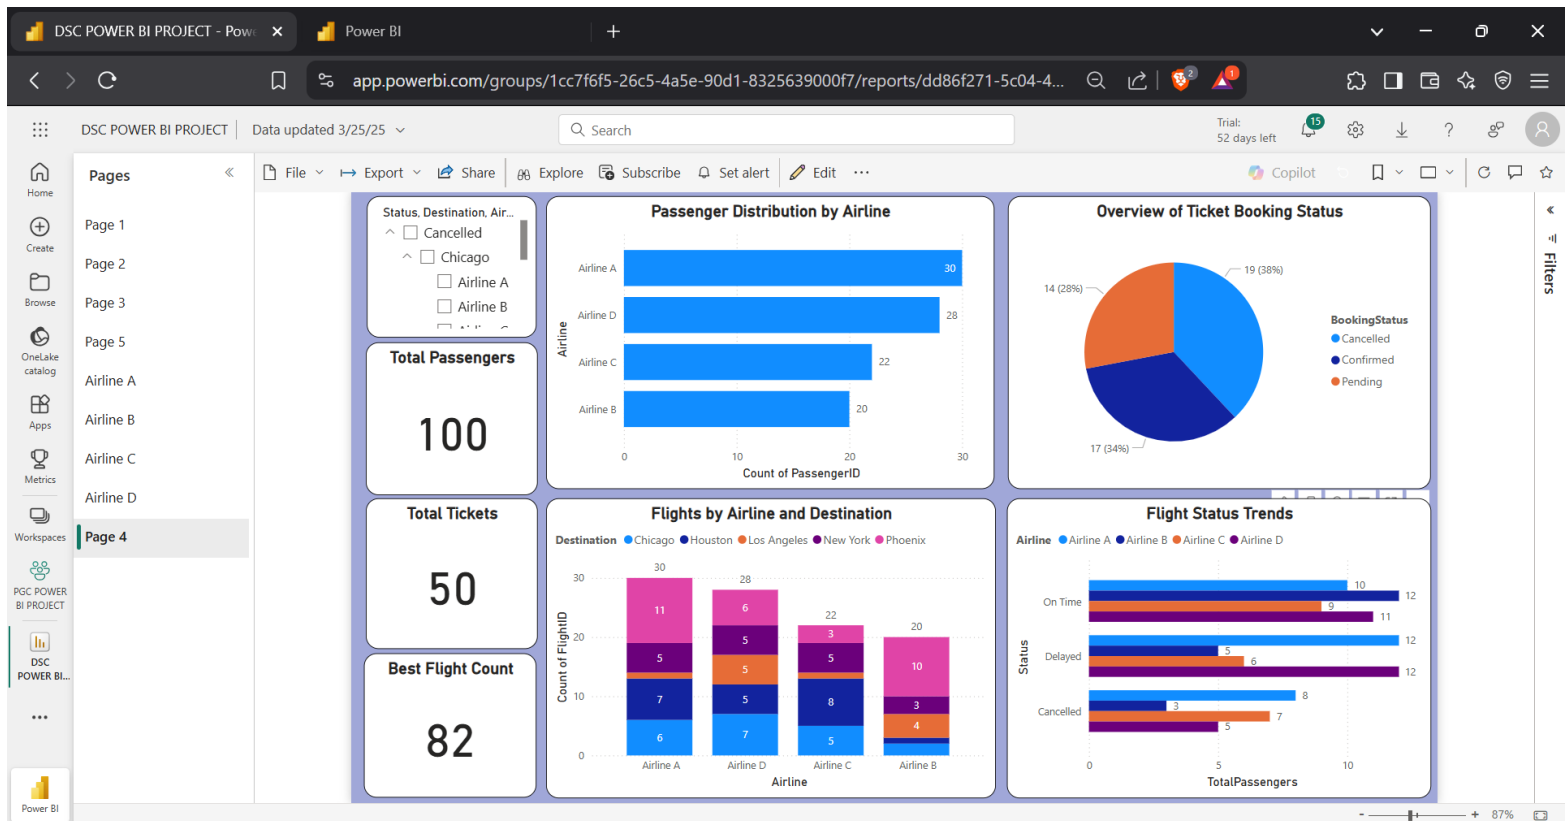 DSC POWER BI PROJECT - Powe
Power BI
app.powerbi.com/groups/1cc7f6f5-26c5-4a5e-90d1-8325639000f7/reports/dd86f271-5c04-4...
2
1
DSC POWER BI PROJECT
Data updated 3/25/25
Search
Trial:
52 days left
15
Home
Create
Browse
OneLake
catalog
Apps
Metrics
Workspaces
PGC POWER
BI PROJECT
DSC
POWER BI...
Power BI
Pages
Page 1
Page 2
Page 3
Page 5
Airline A
Airline B
Airline C
Airline D
Page 4
File
Export
Share
Explore
Subscribe
Set alert
Edit
...
Copilot
Filters
Status, Destination, Air...
Cancelled
Chicago
Airline A
Airline B
Total Passengers
100
Total Tickets
50
Best Flight Count
82
Passenger Distribution by Airline
Airline
Airline A
30
Airline D
28
Airline C
22
Airline B
20
0
10
20
30
Count of PassengerID
Overview of Ticket Booking Status
19 (38%)
14 (28%)
17 (34%)
BookingStatus
Cancelled
Confirmed
Pending
Flights by Airline and Destination
Destination Chicago Houston Los Angeles New York Phoenix
Count of FlightID
30
20
10
0
30
11
5
7
6
28
6
5
5
5
7
22
3
5
8
5
20
10
3
4
Airline A
Airline D
Airline C
Airline B
Airline
Flight Status Trends
Airline Airline A Airline B Airline C Airline D
Status
On Time
10
12
9
11
Delayed
12
5
6
12
Cancelled
8
3
7
5
0
5
10
TotalPassengers
- + 87%